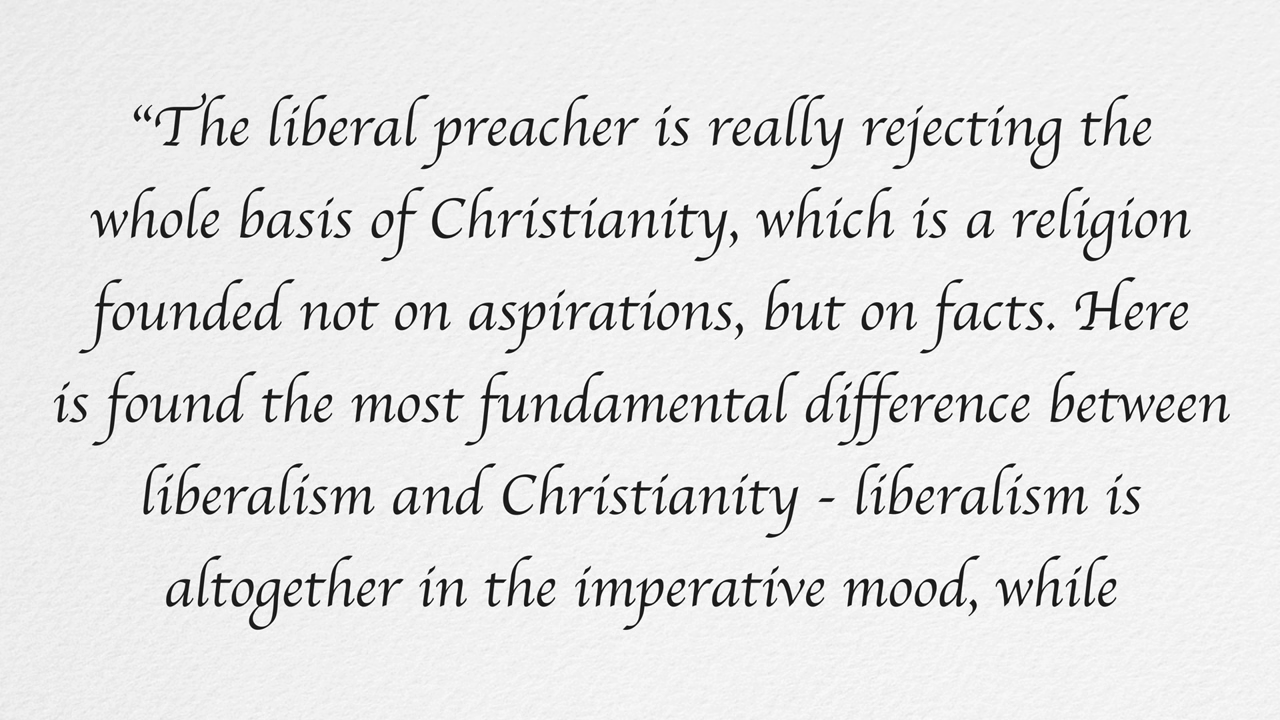 “The liberal preacher is really rejecting the
whole basis of Christianity, which is a religion
founded not on aspirations, but on facts. Here
is found the most fundamental difference between
liberalism and Christianity - liberalism is
altogether in the imperative mood, while